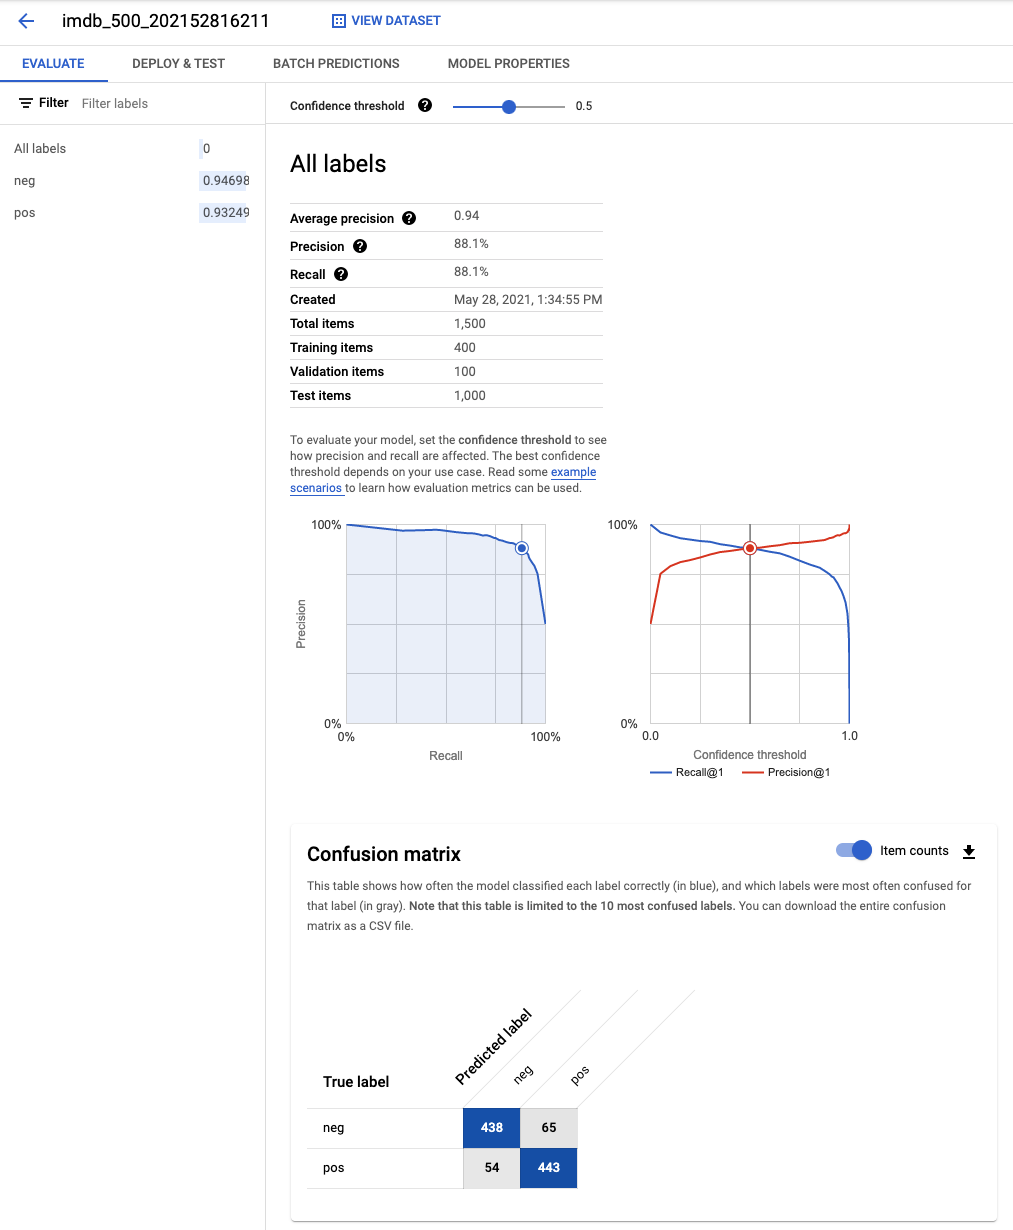 imdb_500_202152816211
VIEW DATASET
EVALUATE DEPLOY & TEST BATCH PREDICTIONS MODEL PROPERTIES
Filter Filter labels
All labels 0
neg 0.94698
pos 0.93249
Confidence threshold ? 0.5
All labels
Average precision ? 0.94
Precision ? 88.1%
Recall ? 88.1%
Created May 28, 2021, 1:34:55 PM
Total items 1,500
Training items 400
Validation items 100
Test items 1,000
To evaluate your model, set the confidence threshold to see
how precision and recall are affected. The best confidence
threshold depends on your use case. Read some example
scenarios to learn how evaluation metrics can be used.
100%
Precision
0%
0% 100%
Recall
100%
0%
0.0 1.0
Confidence threshold
Recall@1 Precision@1
Confusion matrix
Item counts
This table shows how often the model classified each label correctly (in blue), and which labels were most often confused for
that label (in gray). Note that this table is limited to the 10 most confused labels. You can download the entire confusion
matrix as a CSV file.
Predicted label
neg pos
True label
neg 438 65
pos 54 443